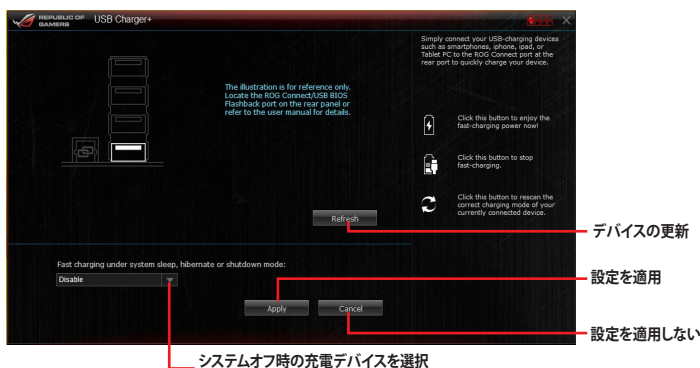 REPUBLIC OF
GAMERS
USB Charger+
Simply connect your USB-charging devices
such as smartphones, iphone, ipad, or
Tablet PC to the ROG Connect port at the
rear port to quickly charge your device.
The illustration is for reference only.
Locate the ROG Connect/USB BIOS
Flashback port on the rear panel or
refer to the user manual for details.
Click this button to enjoy the
fast-charging power now!
Click this button to stop
fast-charging.
Click this button to rescan the
correct charging mode of your
currently connected device.
Refresh
デバイスの更新
Fast charging under system sleep, hibernate or shutdown mode:
Disable
設定を適用
Apply
Cancel
設定を適用しない
システムオフ時の充電デバイスを選択